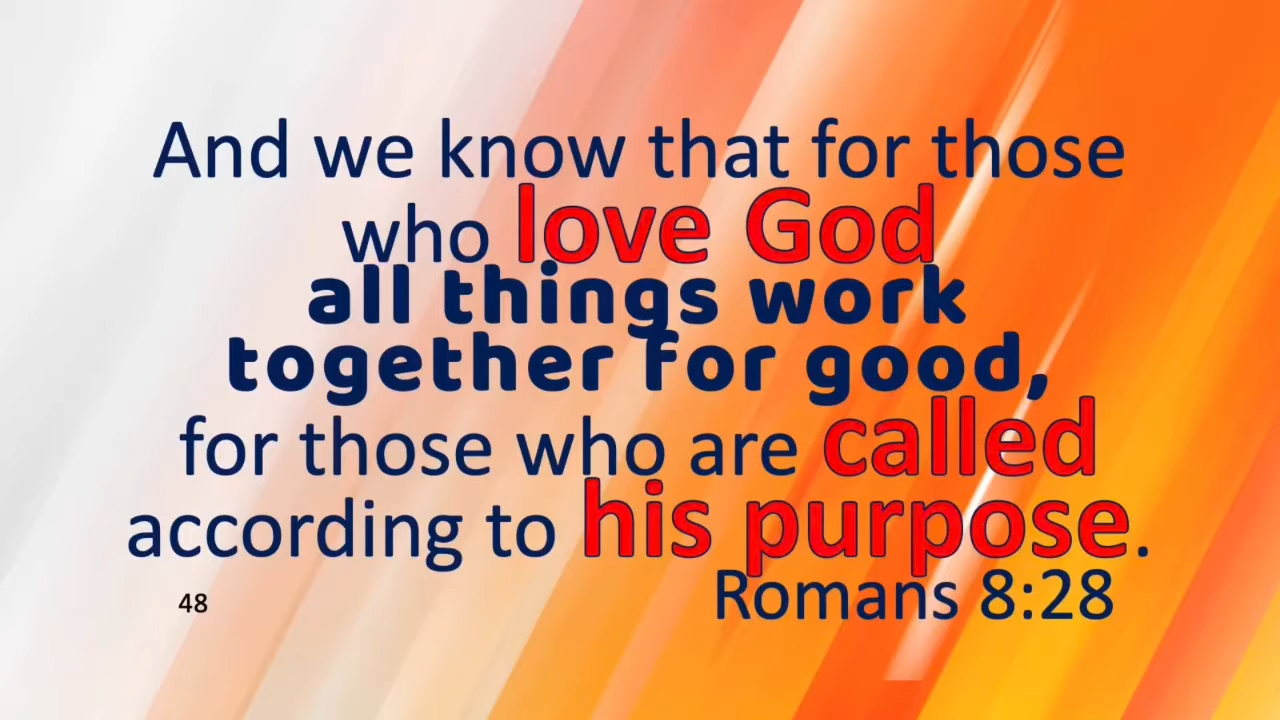 And we know that for those
who love God
all things work
together for good,
for those who are called
according to his purpose.
Romans 8:28
48